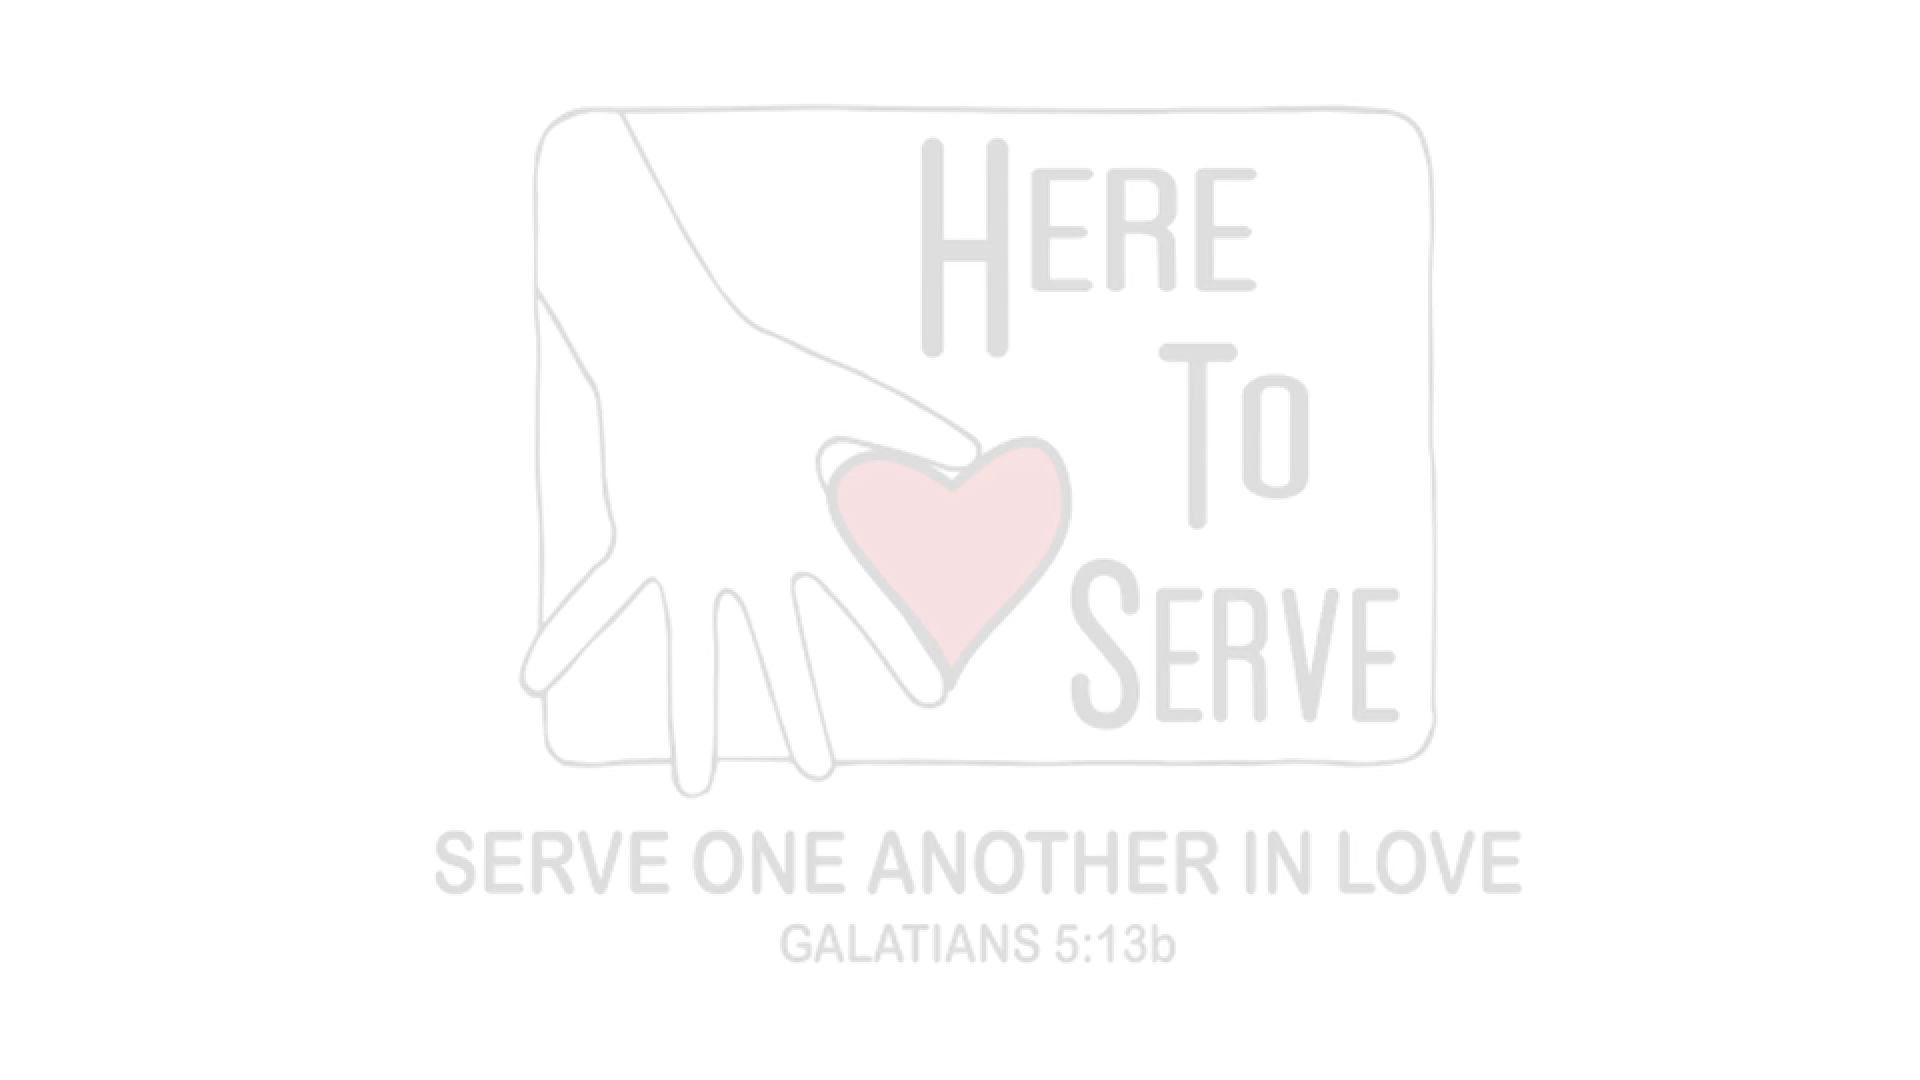 HERE
TO
SERVE
SERVE ONE ANOTHER IN LOVE
GALATIANS 5:13b